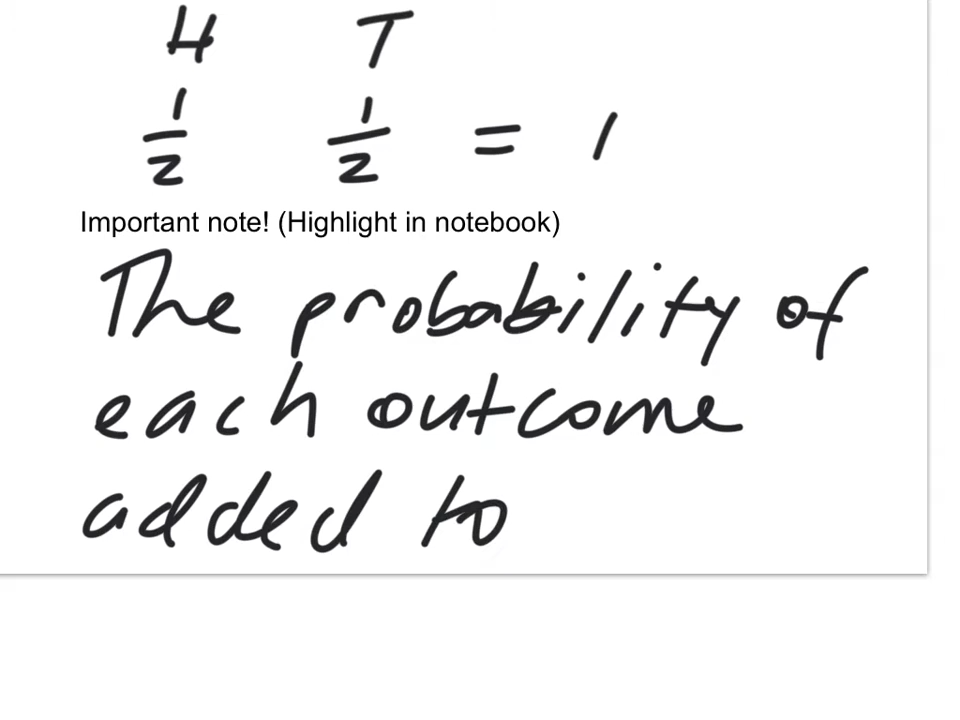 H T
1/2 1/2 = 1
Important note! (Highlight in notebook)
The probability of
each outcome
added to